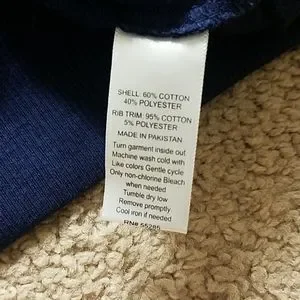 SHELL: 60% COTTON
40% POLYESTER
RIB TRIM: 95% COTTON
5% POLYESTER
MADE IN PAKISTAN
Turn garment inside out
Machine wash cold with
Like colors Gentle cycle
Only non-chlorine Bleach
when needed
Tumble dry low
Remove promptly
Cool iron if needed
RN# 55285